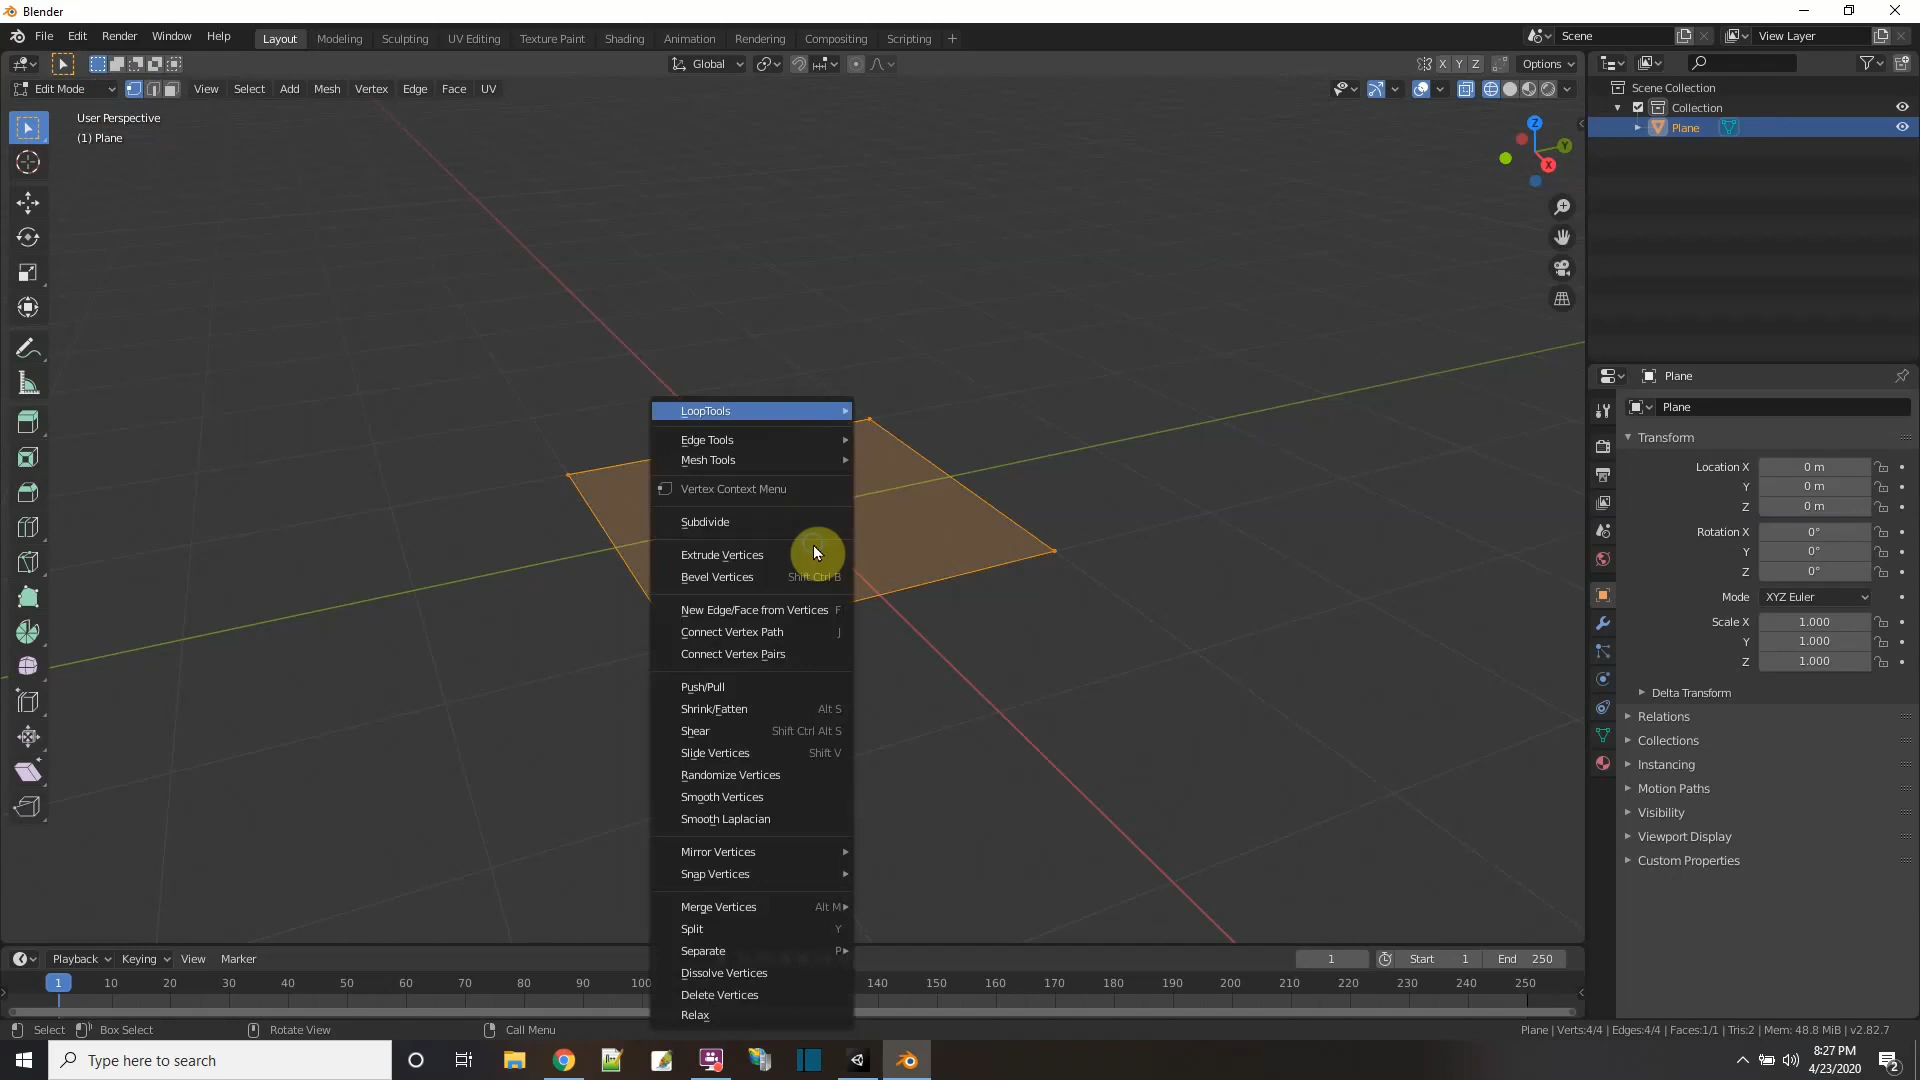 Blender
File Edit Render Window Help
Layout Modeling Sculpting UV Editing Texture Paint Shading Animation Rendering Compositing Scripting +
Scene View Layer
Global X Y Z Options
Edit Mode View Select Add Mesh Vertex Edge Face UV
User Perspective
(1) Plane
Z
Y
X
Scene Collection
Collection
Plane
LoopTools
Edge Tools
Mesh Tools
Vertex Context Menu
Subdivide
Extrude Vertices
Bevel Vertices Shift Ctrl B
New Edge/Face from Vertices F
Connect Vertex Path J
Connect Vertex Pairs
Push/Pull
Shrink/Fatten Alt S
Shear Shift Ctrl Alt S
Slide Vertices Shift V
Randomize Vertices
Smooth Vertices
Smooth Laplacian
Mirror Vertices
Snap Vertices
Merge Vertices Alt M
Split Y
Separate P
Dissolve Vertices
Delete Vertices
Relax
Plane
Plane
Transform
Location X 0 m
Y 0 m
Z 0 m
Rotation X 0°
Y 0°
Z 0°
Mode XYZ Euler
Scale X 1.000
Y 1.000
Z 1.000
Delta Transform
Relations
Collections
Instancing
Motion Paths
Visibility
Viewport Display
Custom Properties
Playback Keying View Marker 1 Start 1 End 250
1 10 20 30 40 50 60 70 80 90 100 140 150 160 170 180 190 200 210 220 230 240 250
Select Box Select Rotate View Call Menu Plane | Verts:4/4 | Edges:4/4 | Faces:1/1 | Tris:2 | Mem: 48.8 MiB | v2.82.7
Type here to search
8:27 PM
4/23/2020
2